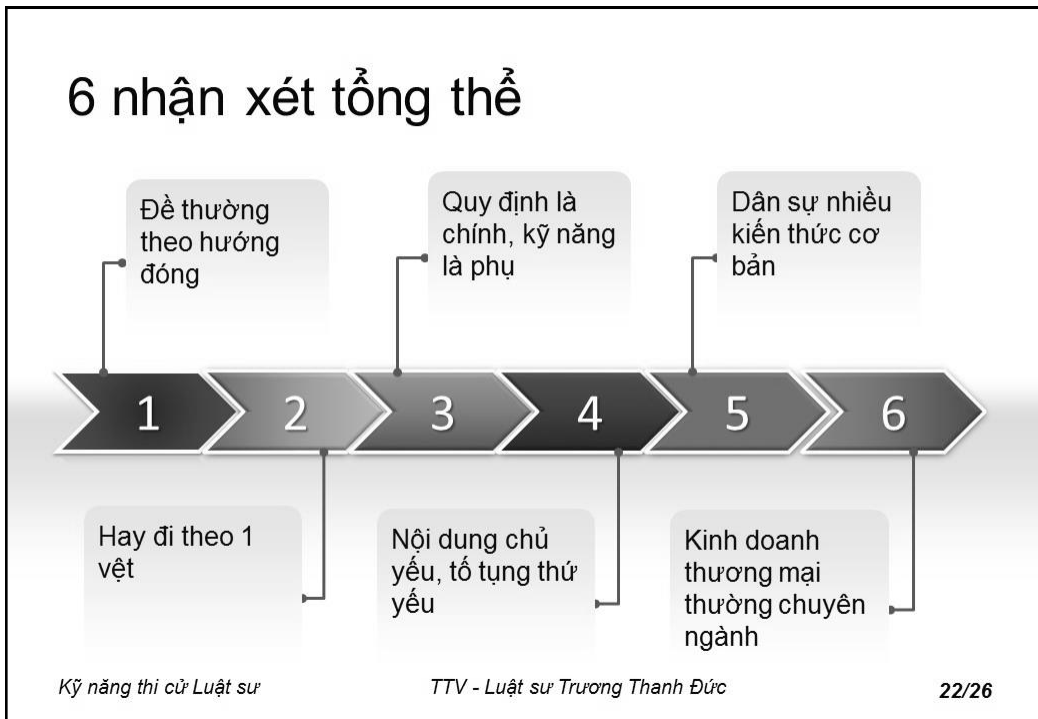 6 nhận xét tổng thể
Đề thường
theo hướng
đóng
Quy định là
chính, kỹ năng
là phụ
Dân sự nhiều
kiến thức cơ
bản
1
2
3
4
5
6
Hay đi theo 1
vệt
Nội dung chủ
yếu, tố tụng thứ
yếu
Kinh doanh
thương mại
thường chuyên
ngành
Kỹ năng thi cử Luật sư
TTV - Luật sư Trương Thanh Đức
22/26